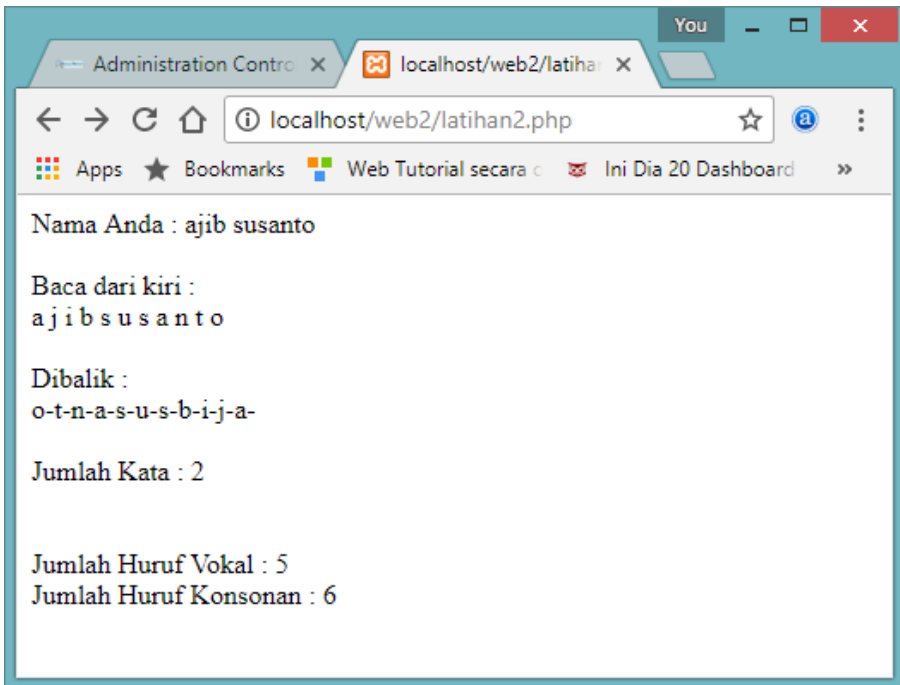 You
Administration Contro
localhost/web2/latihar
localhost/web2/latihan2.php
a
Apps Bookmarks Web Tutorial secara Ini Dia 20 Dashboard »
Nama Anda : ajib susanto
Baca dari kiri :
a j i b s u s a n t o
Dibalik :
o-t-n-a-s-u-s-b-i-j-a-
Jumlah Kata : 2
Jumlah Huruf Vokal : 5
Jumlah Huruf Konsonan : 6